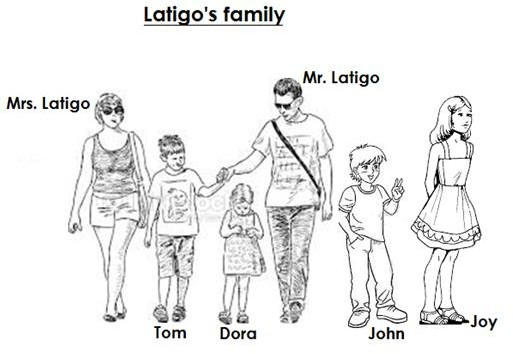 Latigo's family
Mr. Latigo
Mrs. Latigo
Tom
Dora
John
Joy